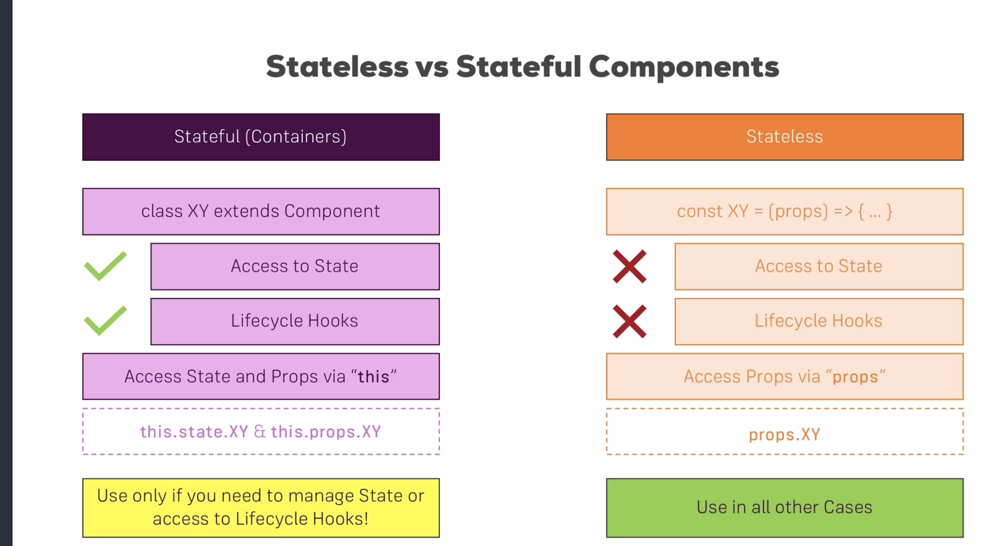 Stateless vs Stateful Components
Stateful (Containers)
class XY extends Component
Access to State
Lifecycle Hooks
Access State and Props via “this”
this.state.XY & this.props.XY
Use only if you need to manage State or
access to Lifecycle Hooks!
Stateless
const XY = (props) => { ... }
Access to State
Lifecycle Hooks
Access Props via “props”
props.XY
Use in all other Cases